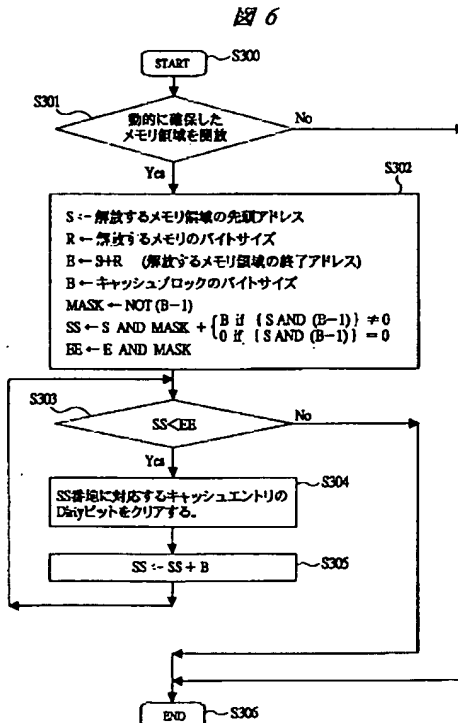 図 6
START
S300
S301
動的に確保した
メモリ領域を開放
No
Yes
S302
S ← 解放するメモリ領域の先頭アドレス
R ← 解放するメモリのバイトサイズ
E ← S+R (解放するメモリ領域の終了アドレス)
B ← キャッシュブロックのバイトサイズ
MASK ← NOT (B-1)
SS ← S AND MASK + { B if { S AND (B-1) } ≠ 0
0 if { S AND (B-1) } = 0
EE ← E AND MASK
S303
SS<EE
No
Yes
S304
SS番地に対応するキャッシュエントリの
Dirtyビットをクリアする。
SS ← SS + B
S305
END
S306